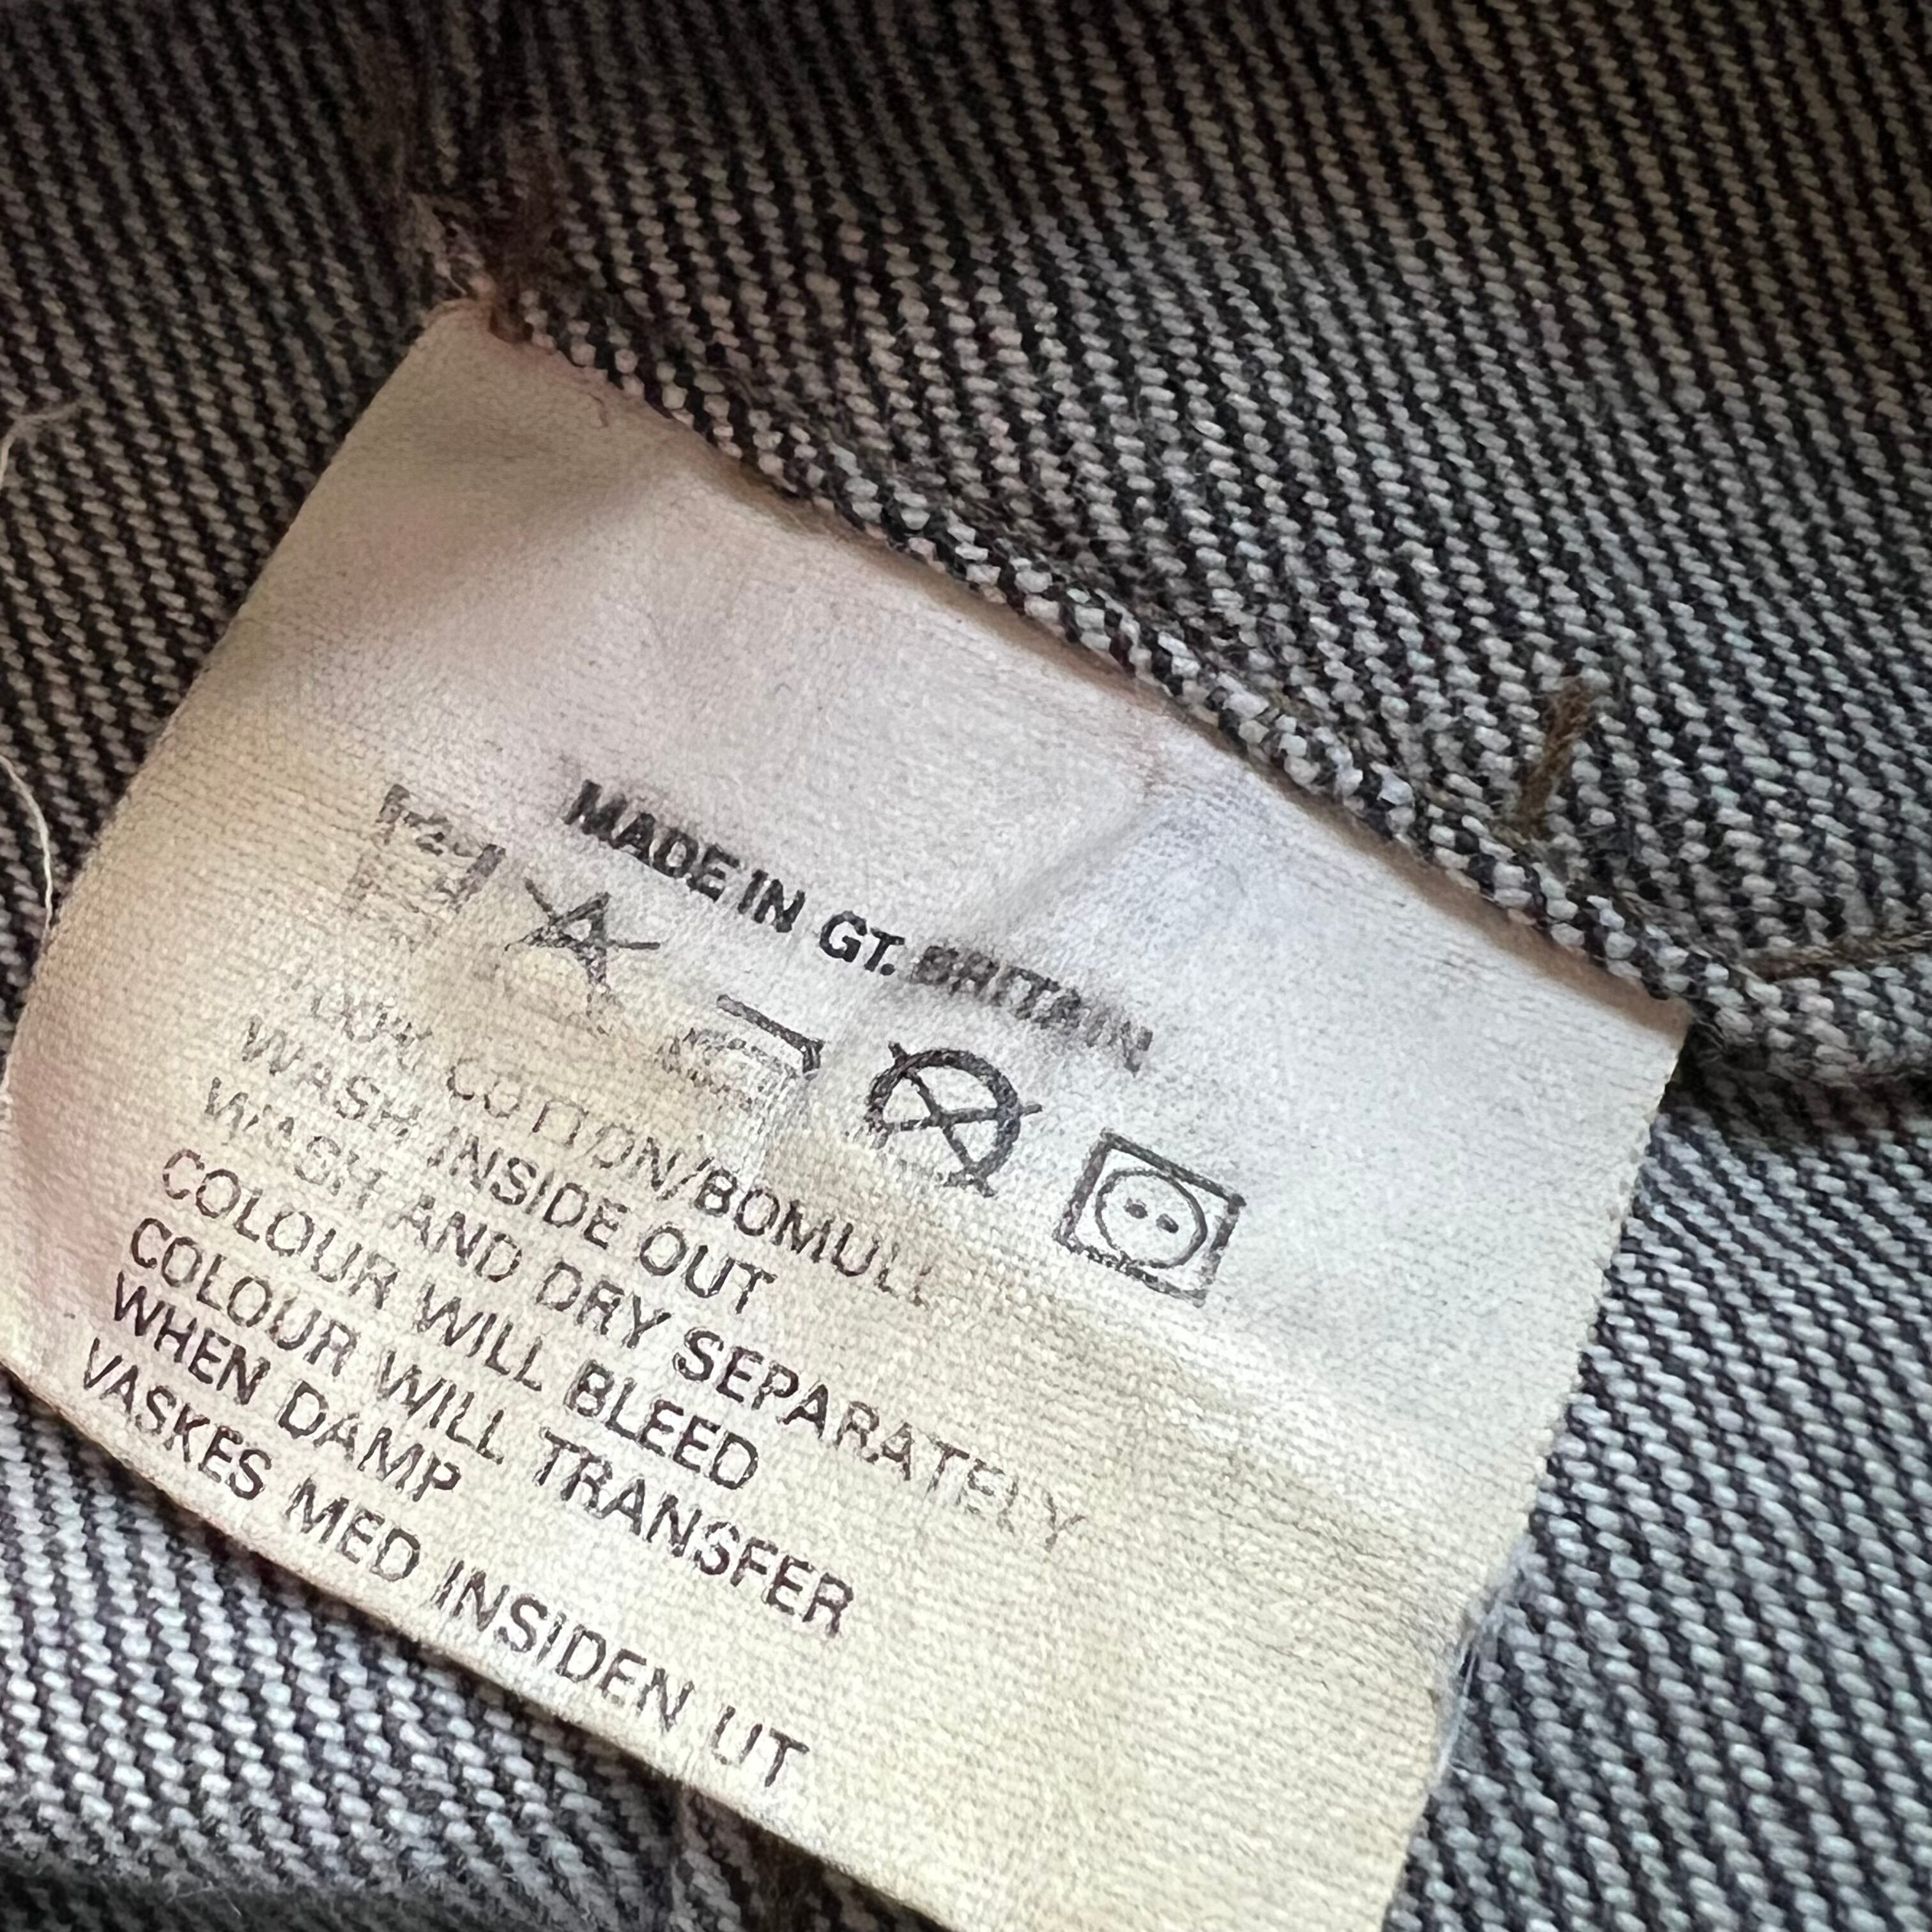 MADE IN GT. BRITAIN
100% COTTON/BOMULL
WASH INSIDE OUT
WASH AND DRY SEPARATELY
COLOUR WILL BLEED
COLOUR WILL TRANSFER
WHEN DAMP
VASKES MED INSIDEN UT